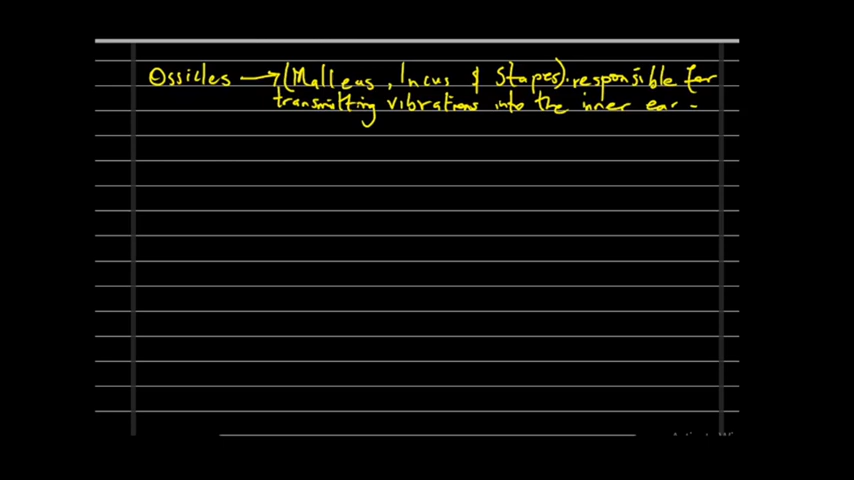 Ossicles → (Malleus, Incus & Stapes). responsible for
transmitting vibrations into the inner ear.